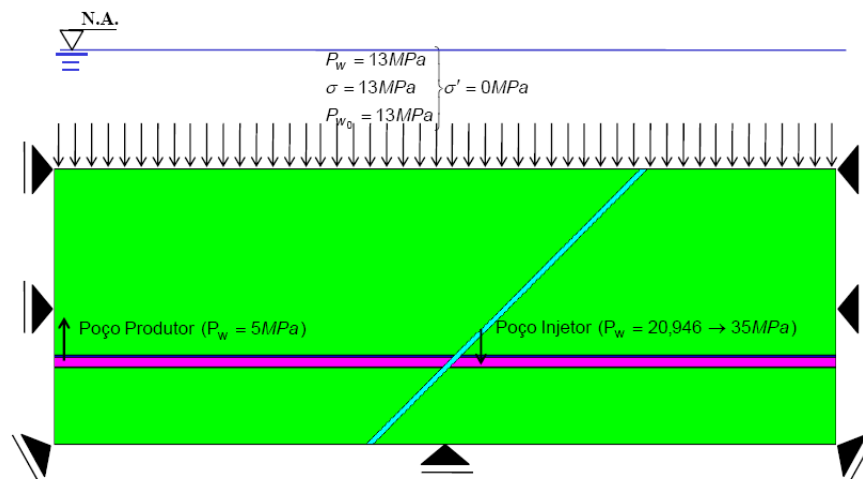 N.A.
P_w = 13MPa
σ = 13MPa }σ' = 0MPa
P_w₀ = 13MPa
Poço Produtor (P_w = 5MPa)
Poço Injetor (P_w = 20,946 → 35MPa)